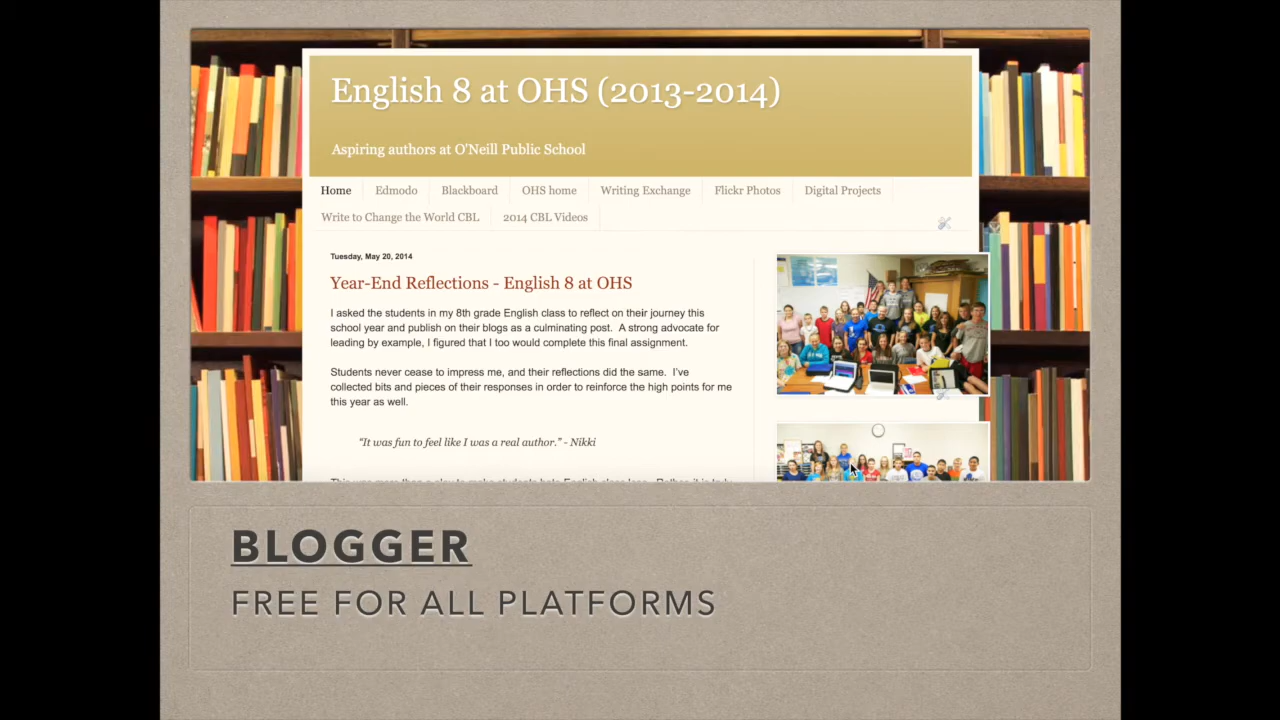 English 8 at OHS (2013-2014)
Aspiring authors at O'Neill Public School
Home Edmodo Blackboard OHS home Writing Exchange Flickr Photos Digital Projects
Write to Change the World CBL 2014 CBL Videos
Tuesday, May 20, 2014
Year-End Reflections - English 8 at OHS
I asked the students in my 8th grade English class to reflect on their journey this
school year and publish on their blogs as a culminating post.  A strong advocate for
leading by example, I figured that I too would complete this final assignment.
Students never cease to impress me, and their reflections did the same.  I've
collected bits and pieces of their responses in order to reinforce the high points for me
this year as well.
“It was fun to feel like I was a real author.” - Nikki
BLOGGER
FREE FOR ALL PLATFORMS